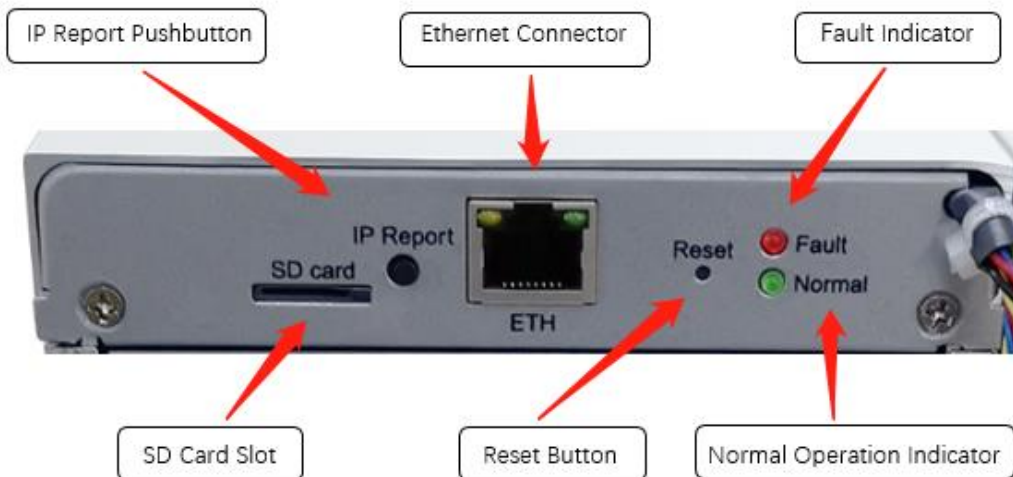 IP Report Pushbutton
Ethernet Connector
Fault Indicator
IP Report
SD card
ETH
Reset
Fault
Normal
SD Card Slot
Reset Button
Normal Operation Indicator